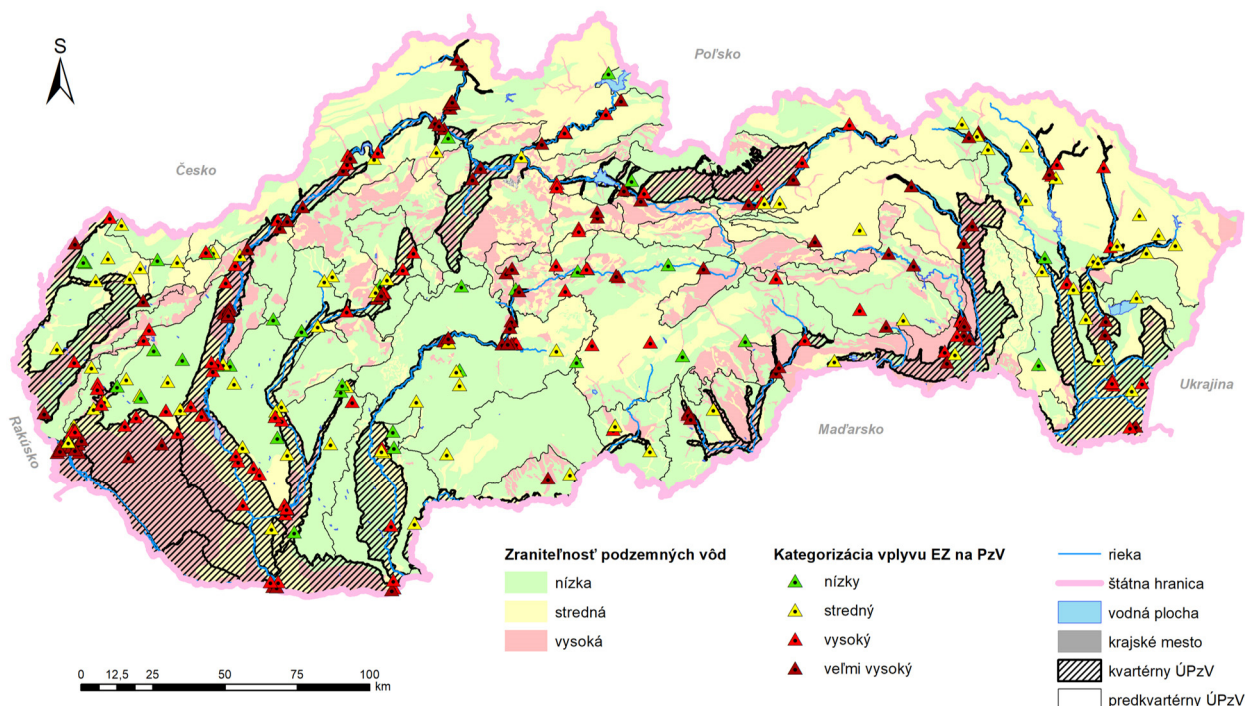 S
Poľsko
Česko
Ukrajina
Maďarsko
Rakúsko
Zraniteľnosť podzemných vôd
nízka
stredná
vysoká
Kategorizácia vplyvu EZ na PzV
nízky
stredný
vysoký
veľmi vysoký
rieka
štátna hranica
vodná plocha
krajské mesto
kvartérny ÚPzV
predkvartérny ÚPzV
0 12,5 25 50 75 100
km